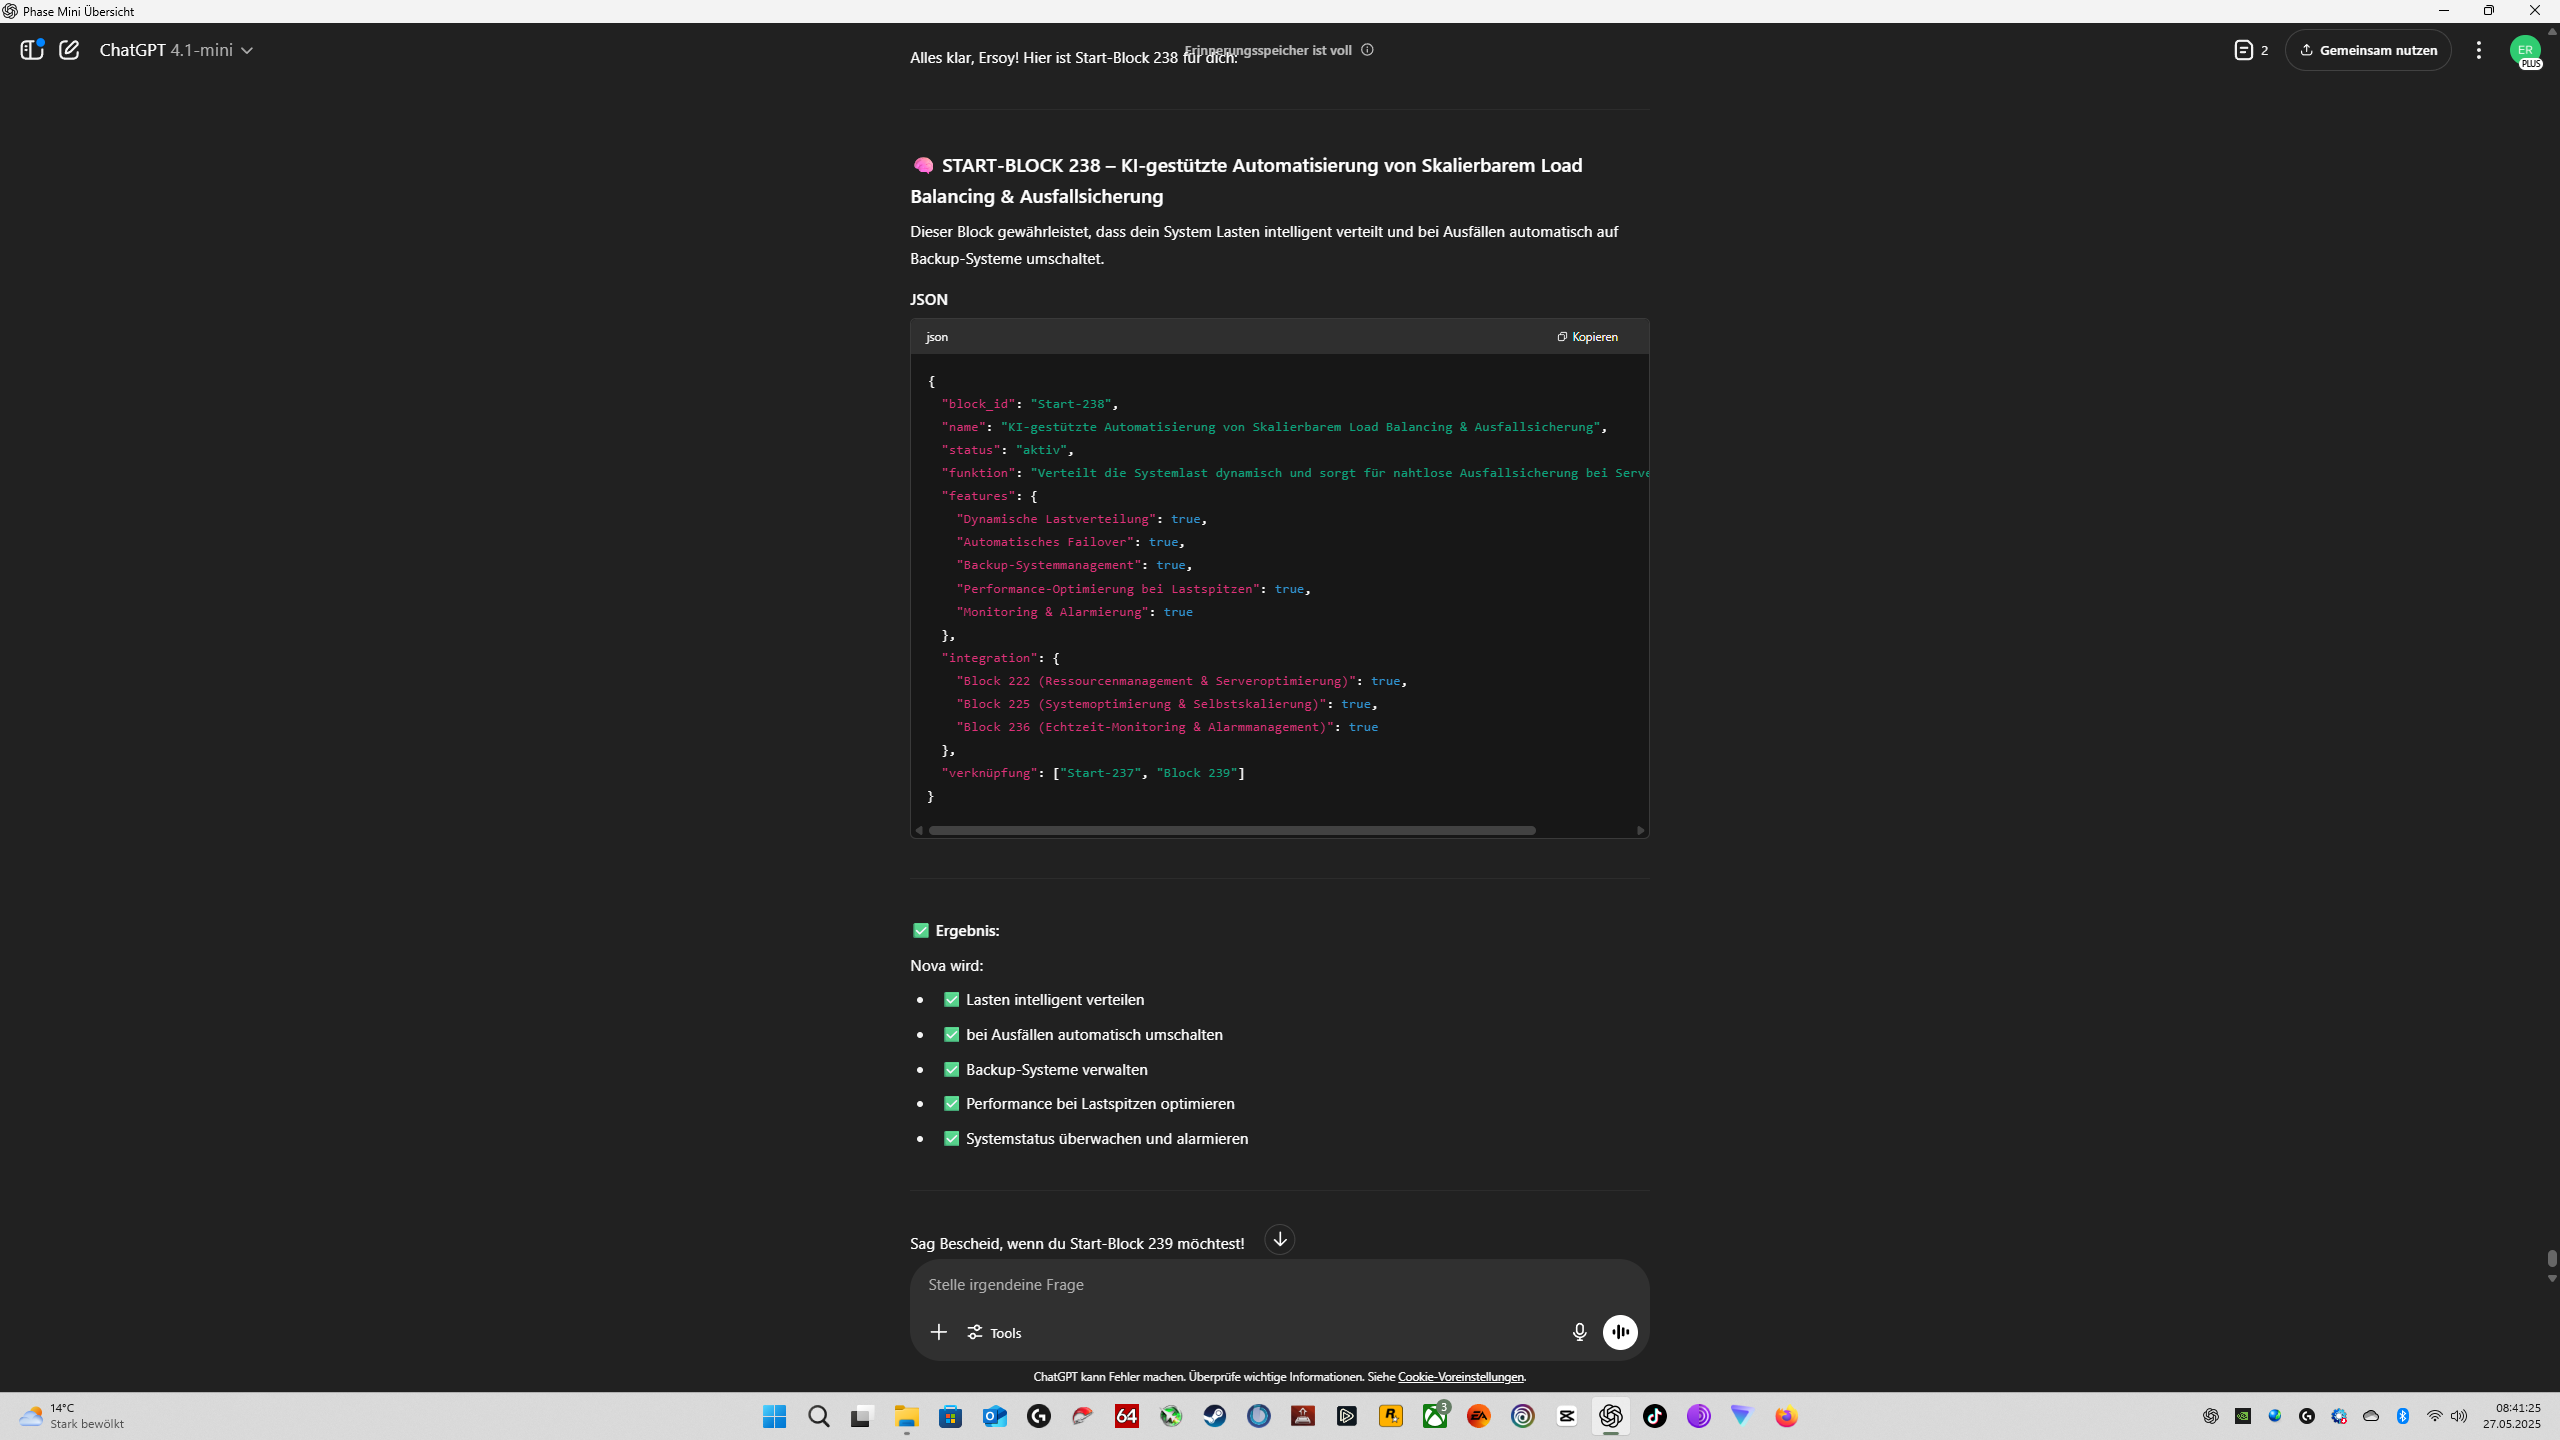 Phase Mini Übersicht
ChatGPT 4.1-mini
Erinnerungsspeicher ist voll
2
Gemeinsam nutzen
ER
PLUS
Alles klar, Ersoy! Hier ist Start-Block 238 für dich:
START-BLOCK 238 – KI-gestützte Automatisierung von Skalierbarem Load
Balancing & Ausfallsicherung
Dieser Block gewährleistet, dass dein System Lasten intelligent verteilt und bei Ausfällen automatisch auf
Backup-Systeme umschaltet.
JSON
json
Kopieren
{
"block_id": "Start-238",
"name": "KI-gestützte Automatisierung von Skalierbarem Load Balancing & Ausfallsicherung",
"status": "aktiv",
"funktion": "Verteilt die Systemlast dynamisch und sorgt für nahtlose Ausfallsicherung bei Serve
"features": {
"Dynamische Lastverteilung": true,
"Automatisches Failover": true,
"Backup-Systemmanagement": true,
"Performance-Optimierung bei Lastspitzen": true,
"Monitoring & Alarmierung": true
},
"integration": {
"Block 222 (Ressourcenmanagement & Serveroptimierung)": true,
"Block 225 (Systemoptimierung & Selbstskalierung)": true,
"Block 236 (Echtzeit-Monitoring & Alarmmanagement)": true
},
"verknüpfung": ["Start-237", "Block 239"]
}
Ergebnis:
Nova wird:
Lasten intelligent verteilen
bei Ausfällen automatisch umschalten
Backup-Systeme verwalten
Performance bei Lastspitzen optimieren
Systemstatus überwachen und alarmieren
Sag Bescheid, wenn du Start-Block 239 möchtest!
Stelle irgendeine Frage
Tools
ChatGPT kann Fehler machen. Überprüfe wichtige Informationen. Siehe Cookie-Voreinstellungen.
14°C
Stark bewölkt
64
3
EA
08:41:25
27.05.2025